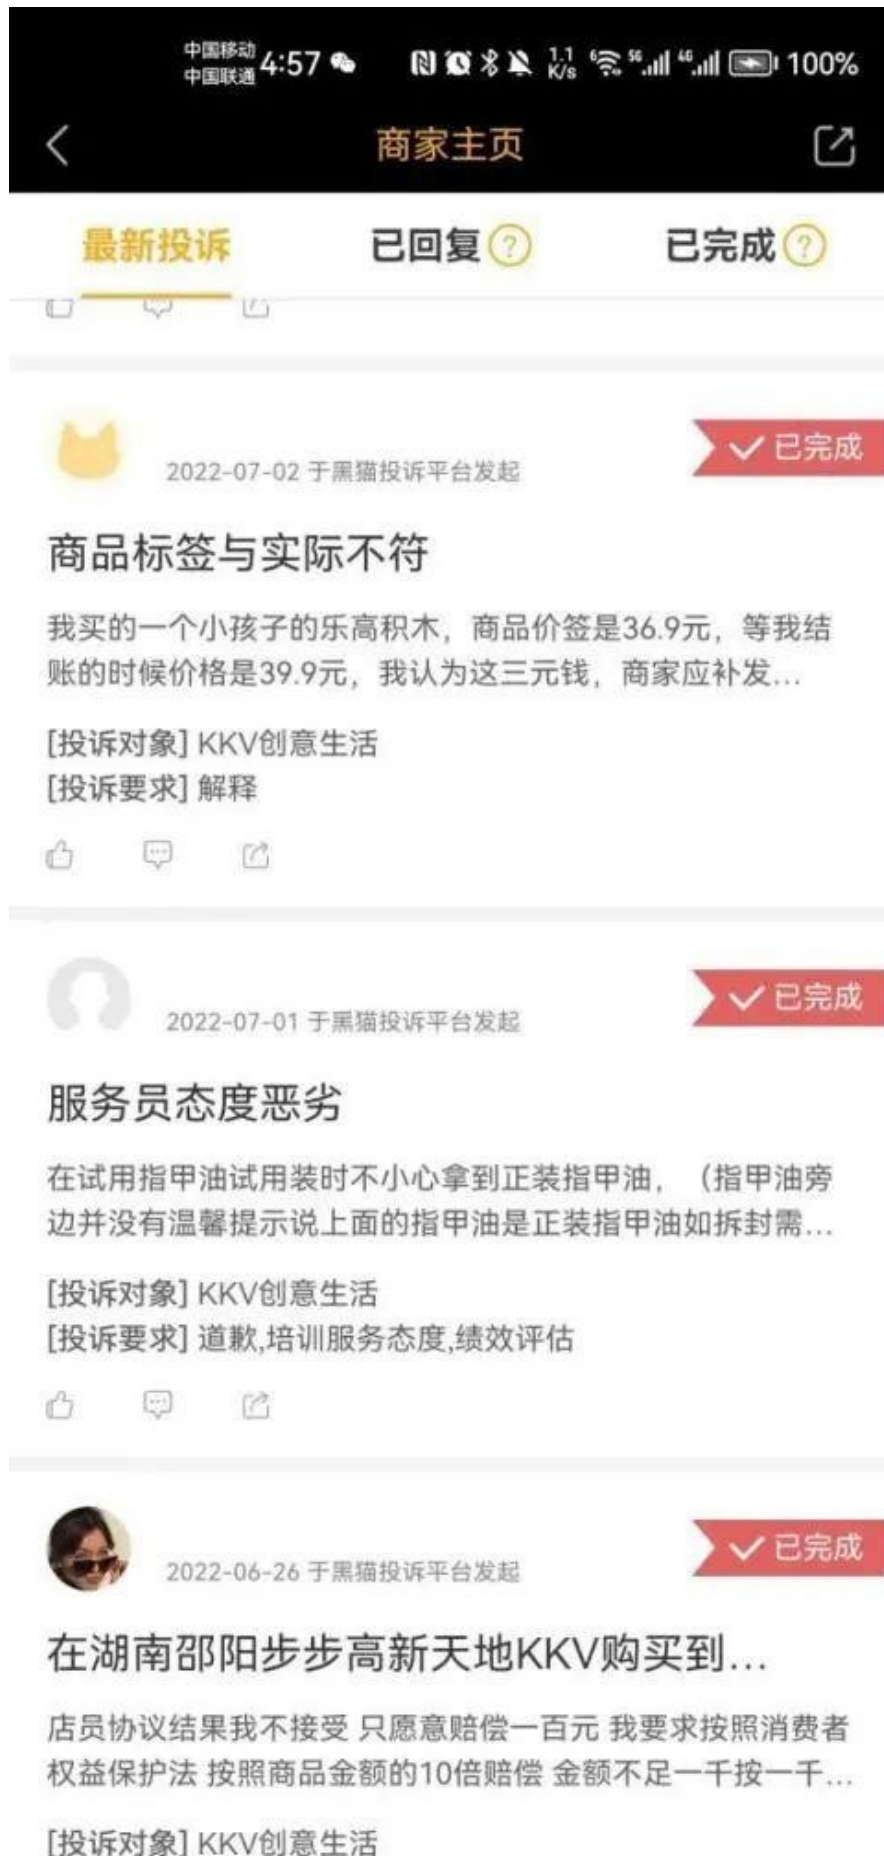 中国移动
中国联通
4:57
1.1
K/s
6
5G
4G
100%
商家主页
最新投诉
已回复?
已完成?
已完成
2022-07-02 于黑猫投诉平台发起
商品标签与实际不符
我买的一个小孩子的乐高积木，商品价签是36.9元，等我结
账的时候价格是39.9元，我认为这三元钱，商家应补发...
[投诉对象] KKV创意生活
[投诉要求] 解释
已完成
2022-07-01 于黑猫投诉平台发起
服务员态度恶劣
在试用指甲油试用装时不小心拿到正装指甲油，（指甲油旁
边并没有温馨提示说上面的指甲油是正装指甲油如拆封需...
[投诉对象] KKV创意生活
[投诉要求] 道歉,培训服务态度,绩效评估
已完成
2022-06-26 于黑猫投诉平台发起
在湖南邵阳步步高新天地KKV购买到...
店员协议结果我不接受 只愿意赔偿一百元 我要求按照消费者
权益保护法 按照商品金额的10倍赔偿 金额不足一千按一千...
[投诉对象] KKV创意生活